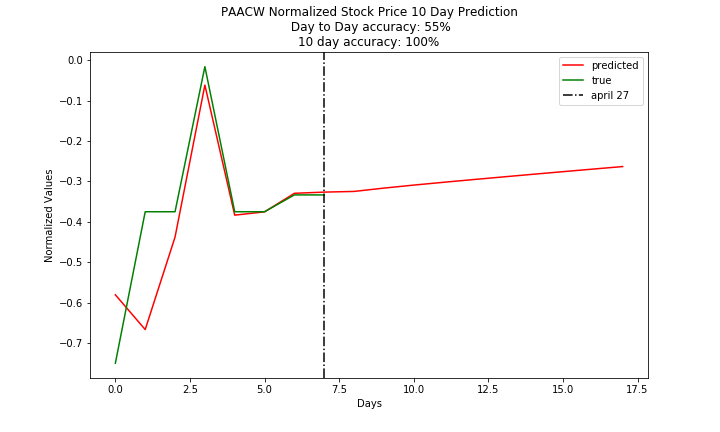 PAACW Normalized Stock Price 10 Day Prediction
Day to Day accuracy: 55%
10 day accuracy: 100%
predicted
true
april 27
0.0
−0.1
−0.2
−0.3
−0.4
−0.5
−0.6
−0.7
Normalized Values
0.0 2.5 5.0 7.5 10.0 12.5 15.0 17.5
Days